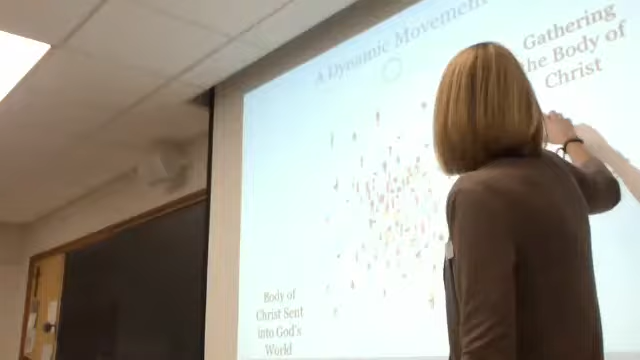 A Dynamic Movement
Gathering
the Body of
Christ
Body of
Christ Sent
into God's
World